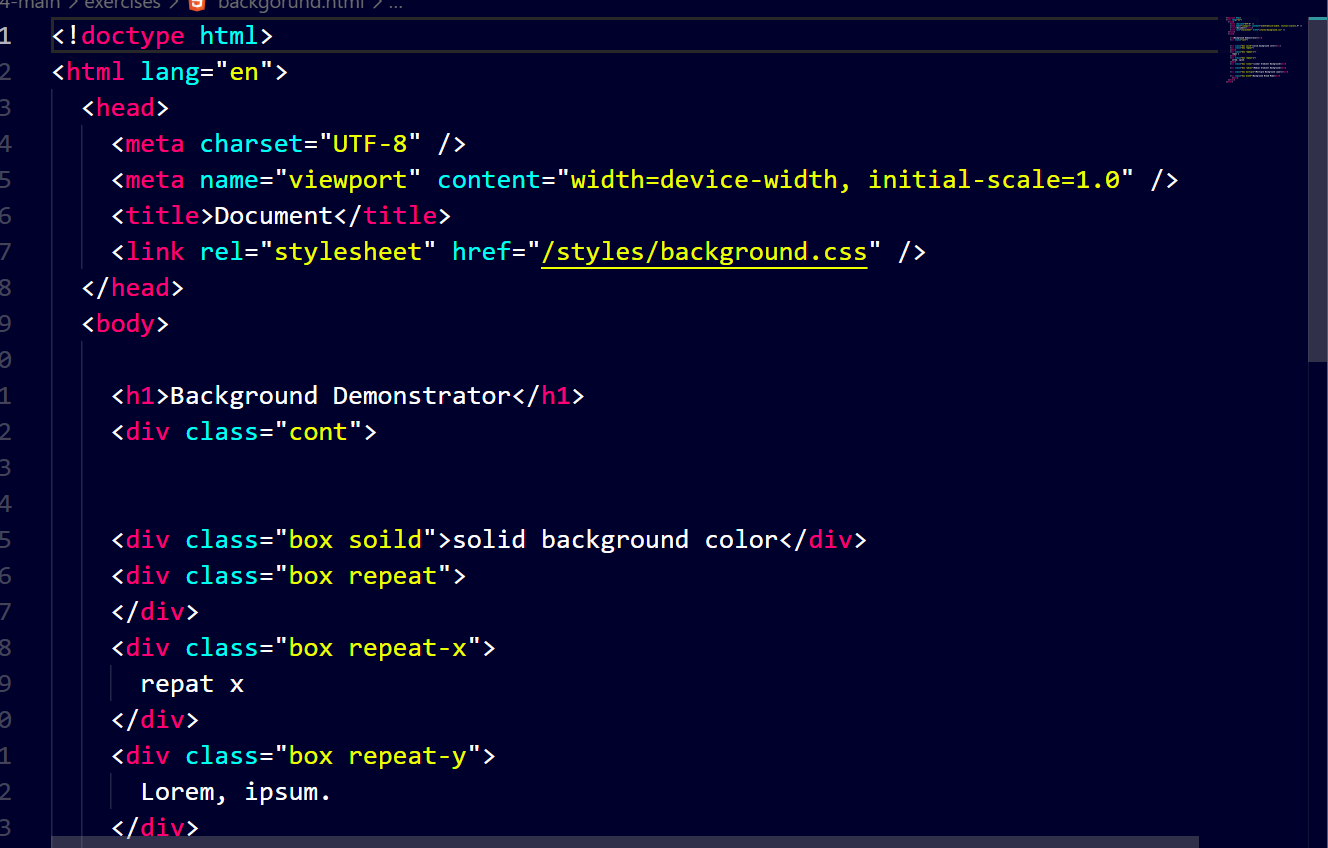 4-main > exercises > backgorund.html > ...
1 <!doctype html>
2 <html lang="en">
3 <head>
4 <meta charset="UTF-8" />
5 <meta name="viewport" content="width=device-width, initial-scale=1.0" />
6 <title>Document</title>
7 <link rel="stylesheet" href="/styles/background.css" />
8 </head>
9 <body>
0
1 <h1>Background Demonstrator</h1>
2 <div class="cont">
3
4
5 <div class="box soild">solid background color</div>
6 <div class="box repeat">
7 </div>
8 <div class="box repeat-x">
9 repat x
0 </div>
1 <div class="box repeat-y">
2 Lorem, ipsum.
3 </div>